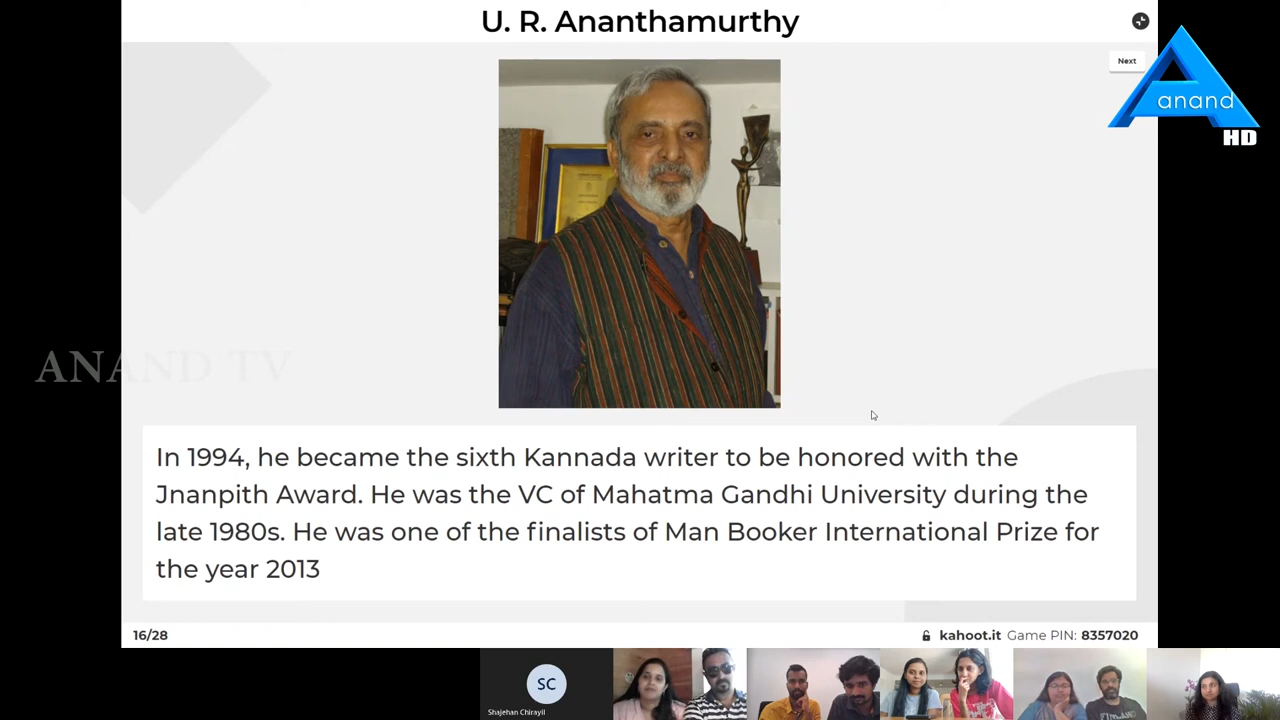 U. R. Ananthamurthy
Next
anand
HD
ANAND TV
In 1994, he became the sixth Kannada writer to be honored with the
Jnanpith Award. He was the VC of Mahatma Gandhi University during the
late 1980s. He was one of the finalists of Man Booker International Prize for
the year 2013
16/28
kahoot.it Game PIN: 8357020
SC
Shajehan Chirayil
FINLAND